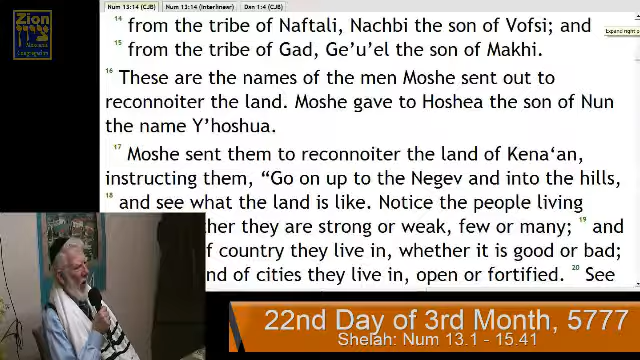 Zion
ציון
Messianic
Congregation
Num 13:14 (CJB)
Num 13:14 (Interlinear)
Dxn 1:4 (CJB)
Expand right p
14 from the tribe of Naftali, Nachbi the son of Vofsi; and
15 from the tribe of Gad, Ge'u'el the son of Makhi.
16 These are the names of the men Moshe sent out to
reconnoiter the land. Moshe gave to Hoshea the son of Nun
the name Y'hoshua.
17 Moshe sent them to reconnoiter the land of Kena'an,
instructing them, "Go on up to the Negev and into the hills,
18 and see what the land is like. Notice the people living
ther they are strong or weak, few or many; 19 and
f country they live in, whether it is good or bad;
nd of cities they live in, open or fortified. 20 See
22nd Day of 3rd Month, 5777
Shelah: Num 13.1 - 15.41